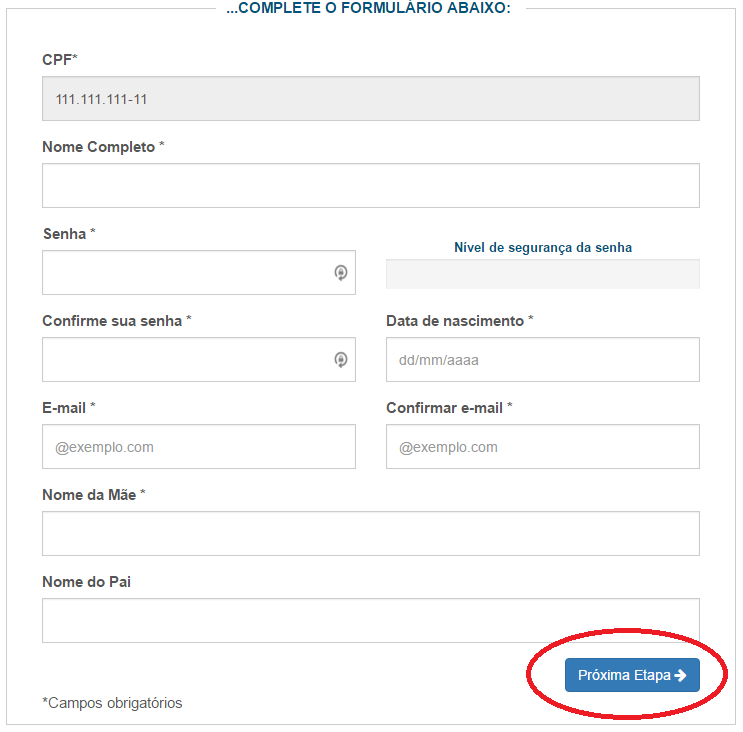 ...COMPLETE O FORMULÁRIO ABAIXO:
CPF*
111.111.111-11
Nome Completo *
Senha *
Nível de segurança da senha
Confirme sua senha *
Data de nascimento *
dd/mm/aaaa
E-mail *
Confirmar e-mail *
@exemplo.com
@exemplo.com
Nome da Mãe *
Nome do Pai
Próxima Etapa
*Campos obrigatórios